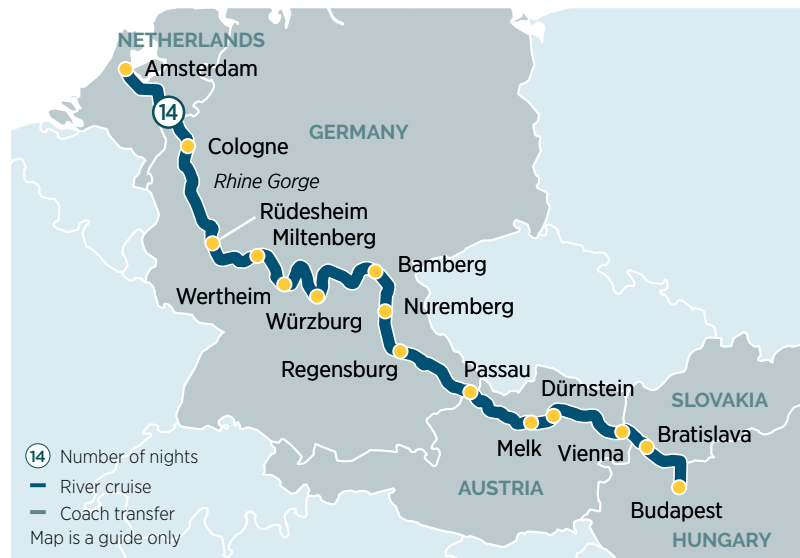 NETHERLANDS
Amsterdam
14
GERMANY
Cologne
Rhine Gorge
Rüdesheim
Miltenberg
Bamberg
Wertheim
Nuremberg
Würzburg
Regensburg
Passau
Dürnstein
SLOVAKIA
Bratislava
Melk
Vienna
AUSTRIA
Budapest
HUNGARY
14 Number of nights
River cruise
Coach transfer
Map is a guide only